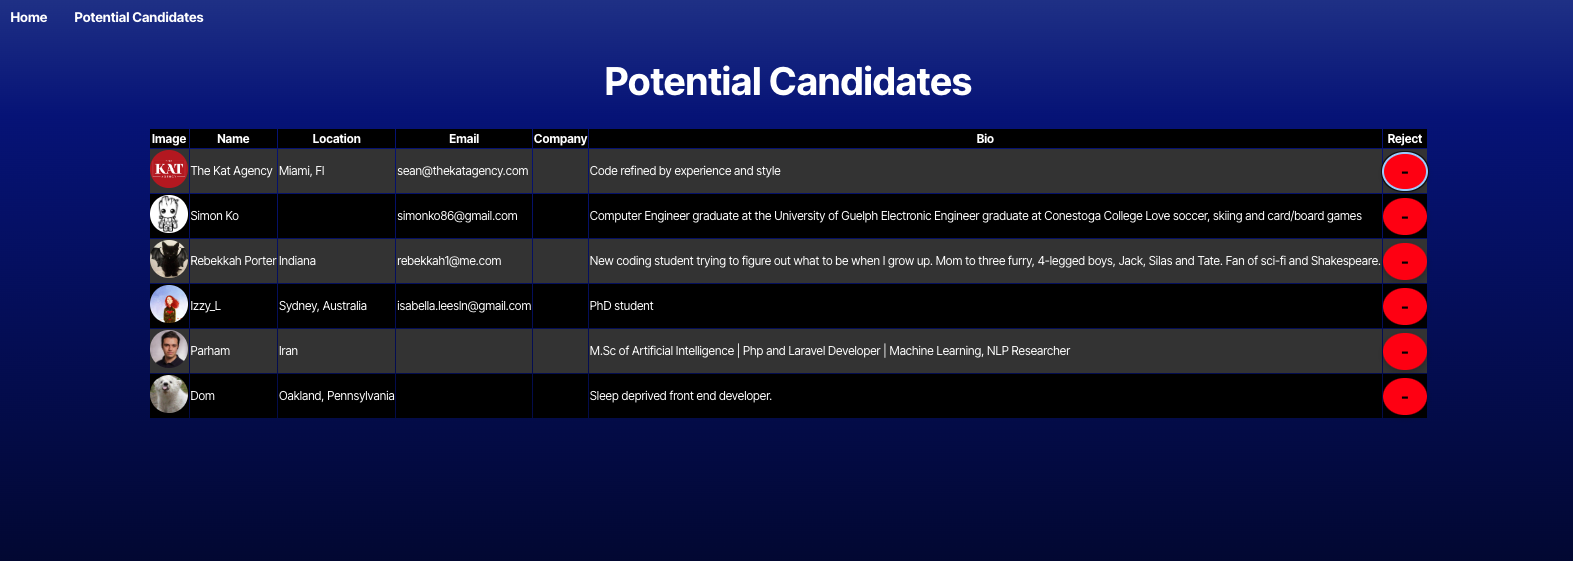 Home Potential Candidates
Potential Candidates
Image Name Location Email Company Bio Reject
KAT The Kat Agency Miami, Fl sean@thekatagency.com Code refined by experience and style -
Simon Ko simonko86@gmail.com Computer Engineer graduate at the University of Guelph Electronic Engineer graduate at Conestoga College Love soccer, skiing and card/board games -
Rebekkah Porter Indiana rebekkah1@me.com New coding student trying to figure out what to be when I grow up. Mom to three furry, 4-legged boys, Jack, Silas and Tate. Fan of sci-fi and Shakespeare. -
Izzy_L Sydney, Australia isabella.leesln@gmail.com PhD student -
Parham Iran M.Sc of Artificial Intelligence | Php and Laravel Developer | Machine Learning, NLP Researcher -
Dom Oakland, Pennsylvania Sleep deprived front end developer. -